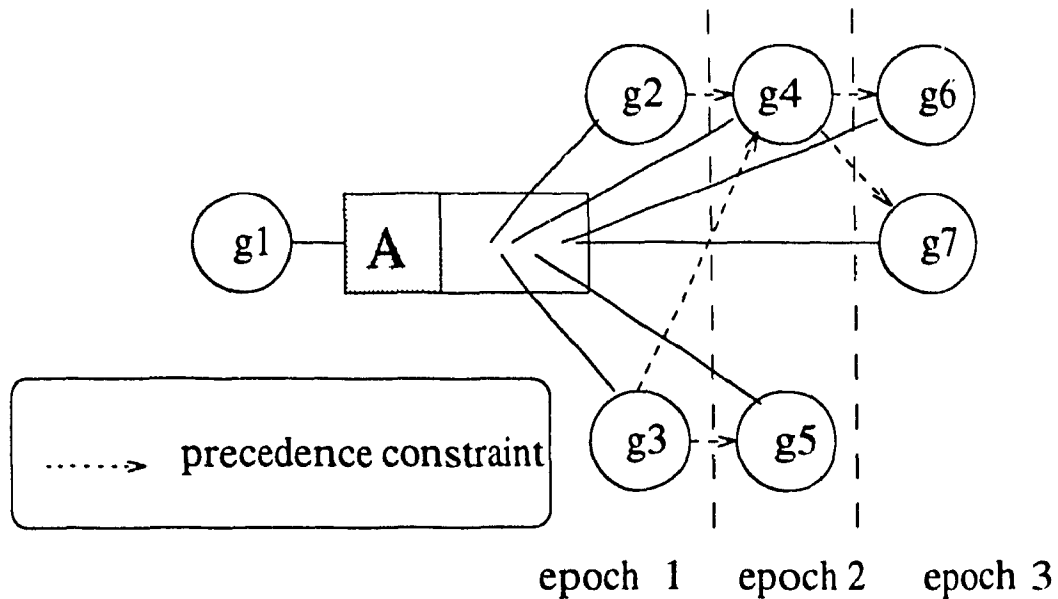 g2 g4 g6
g1 A g7
precedence constraint
g3 g5
epoch 1 epoch 2 epoch 3